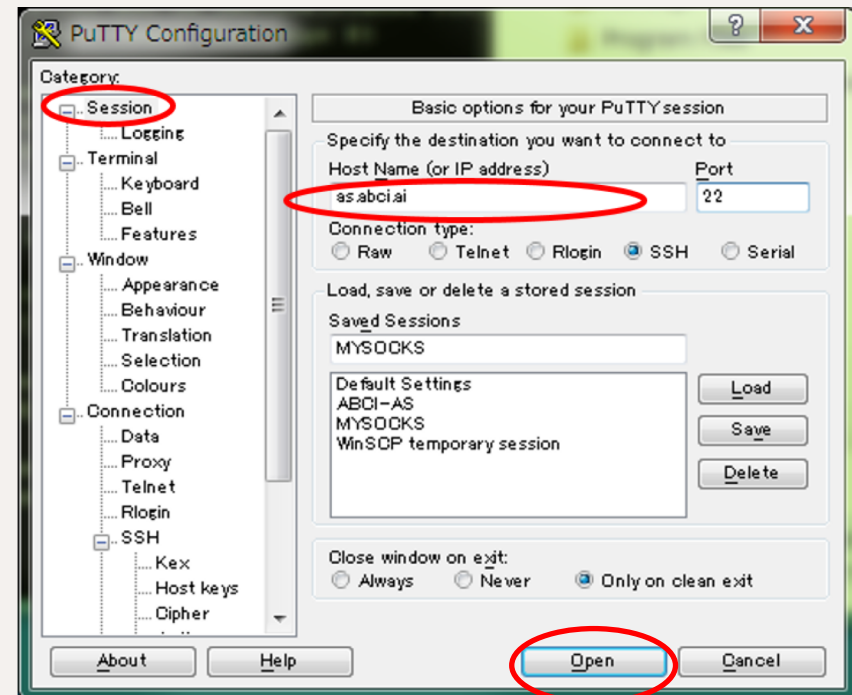 PuTTY Configuration
?
X
Category:
Session
Logging
Terminal
Keyboard
Bell
Features
Window
Appearance
Behaviour
Translation
Selection
Colours
Connection
Data
Proxy
Telnet
Rlogin
SSH
Kex
Host keys
Cipher
Basic options for your PuTTY session
Specify the destination you want to connect to
Host Name (or IP address) Port
as.abci.ai 22
Connection type:
Raw Telnet Rlogin SSH Serial
Load, save or delete a stored session
Saved Sessions
MYSOCKS
Default Settings
ABCI-AS
MYSOCKS
WinSCP temporary session
Load
Save
Delete
Close window on exit:
Always Never Only on clean exit
About Help Open Cancel